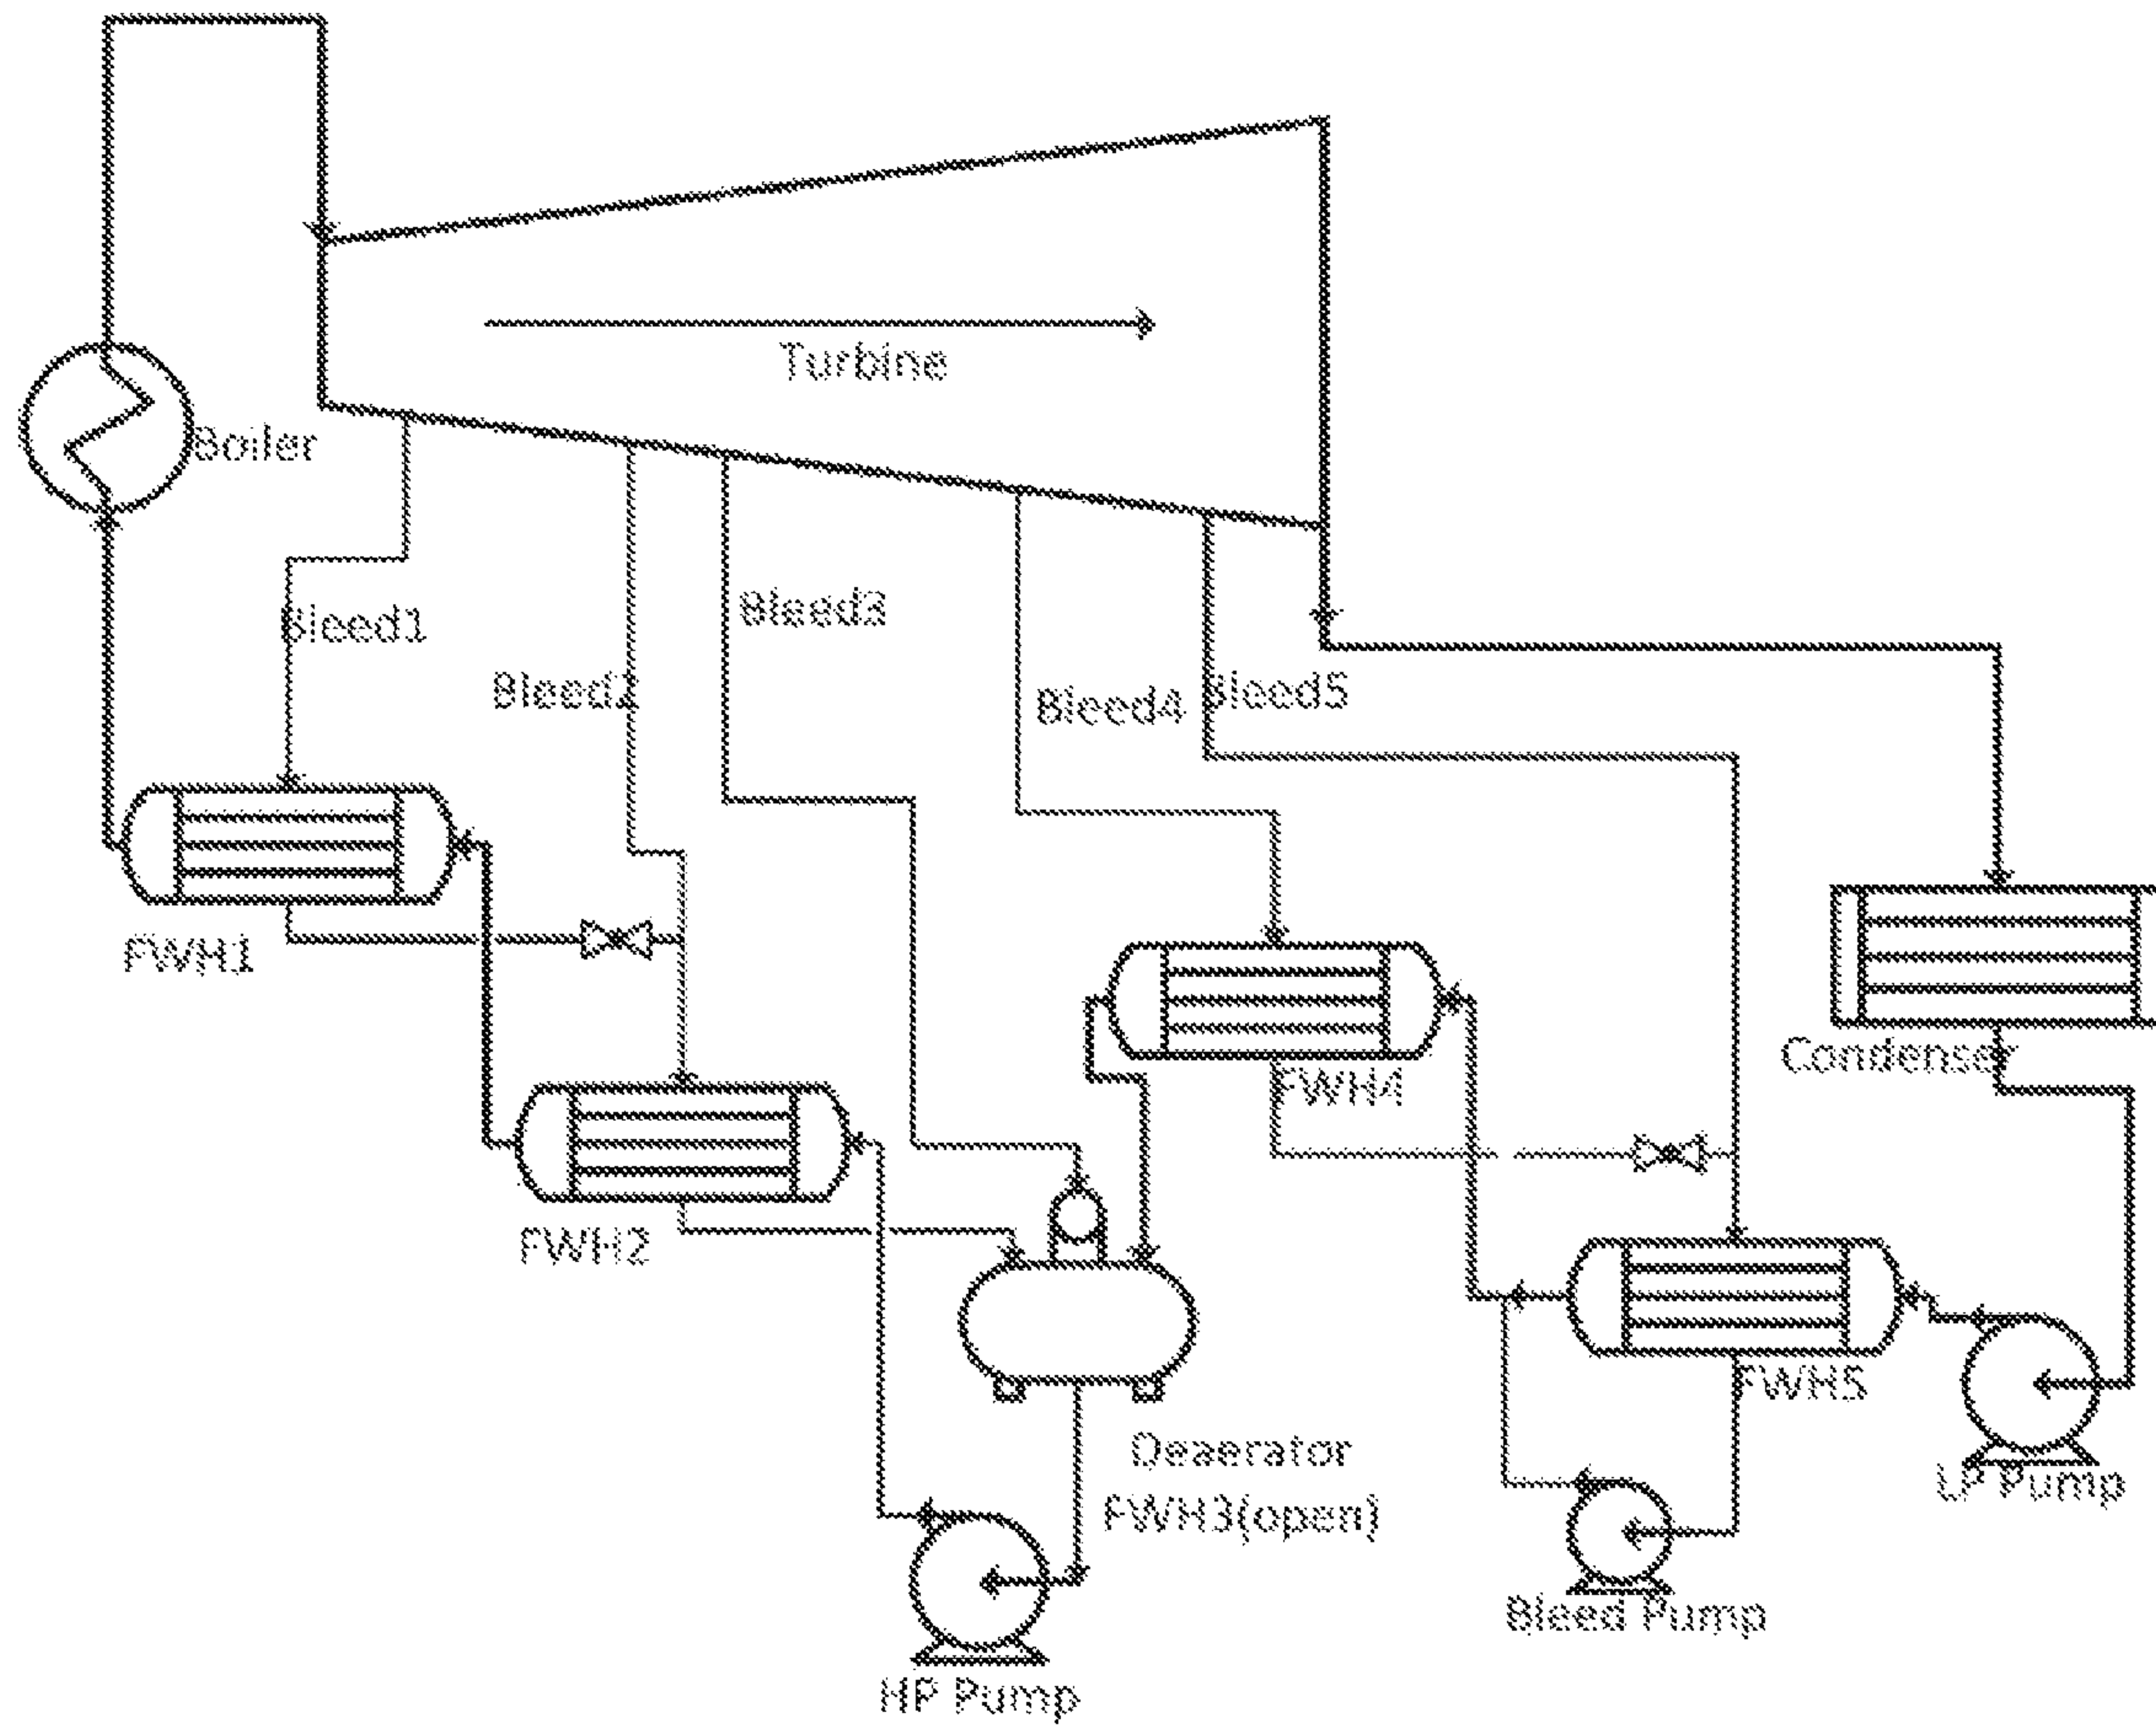 Turbine
Boiler
Bleed1
Bleed2
Bleed3
Bleed4
Bleed5
FWH1
FWH2
FWH4
Condenser
FWH5
Deaerator
FWH3(open)
LP Pump
Bleed Pump
HP Pump